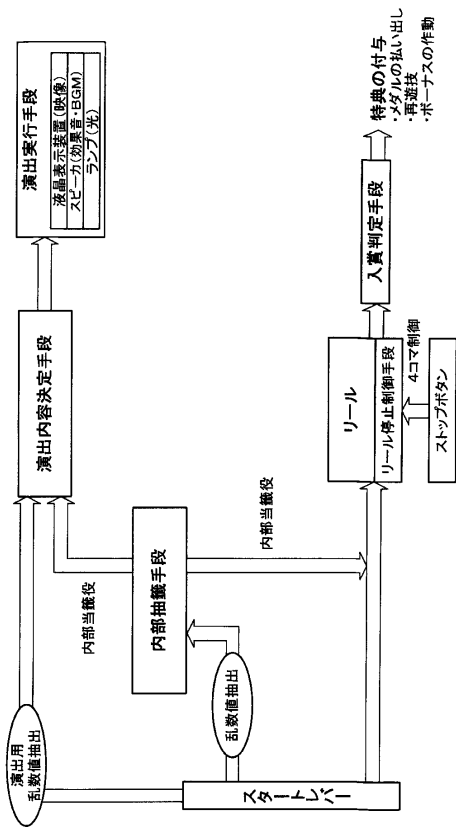 演出用
乱数値抽出
演出内容決定手段
演出実行手段
液晶表示装置(映像)
スピーカ(効果音・BGM)
ランプ(光)
内部当籤役
内部抽籤手段
内部当籤役
乱数値抽出
スタートレバー
リール
リール停止制御手段
4コマ制御
ストップボタン
入賞判定手段
特典の付与
・メダルの払い出し
・再遊技
・ボーナスの作動